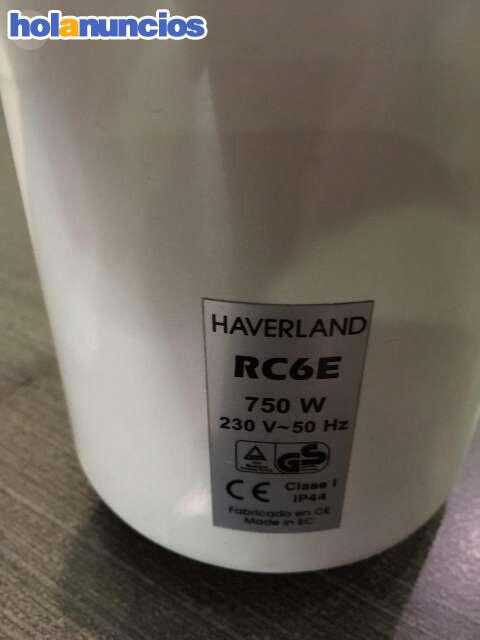 holanuncios
HAVERLAND
RC6E
750 W
230 V~50 Hz
GS
CE Clase I
IP44
Fabricado en CE
Made in EC